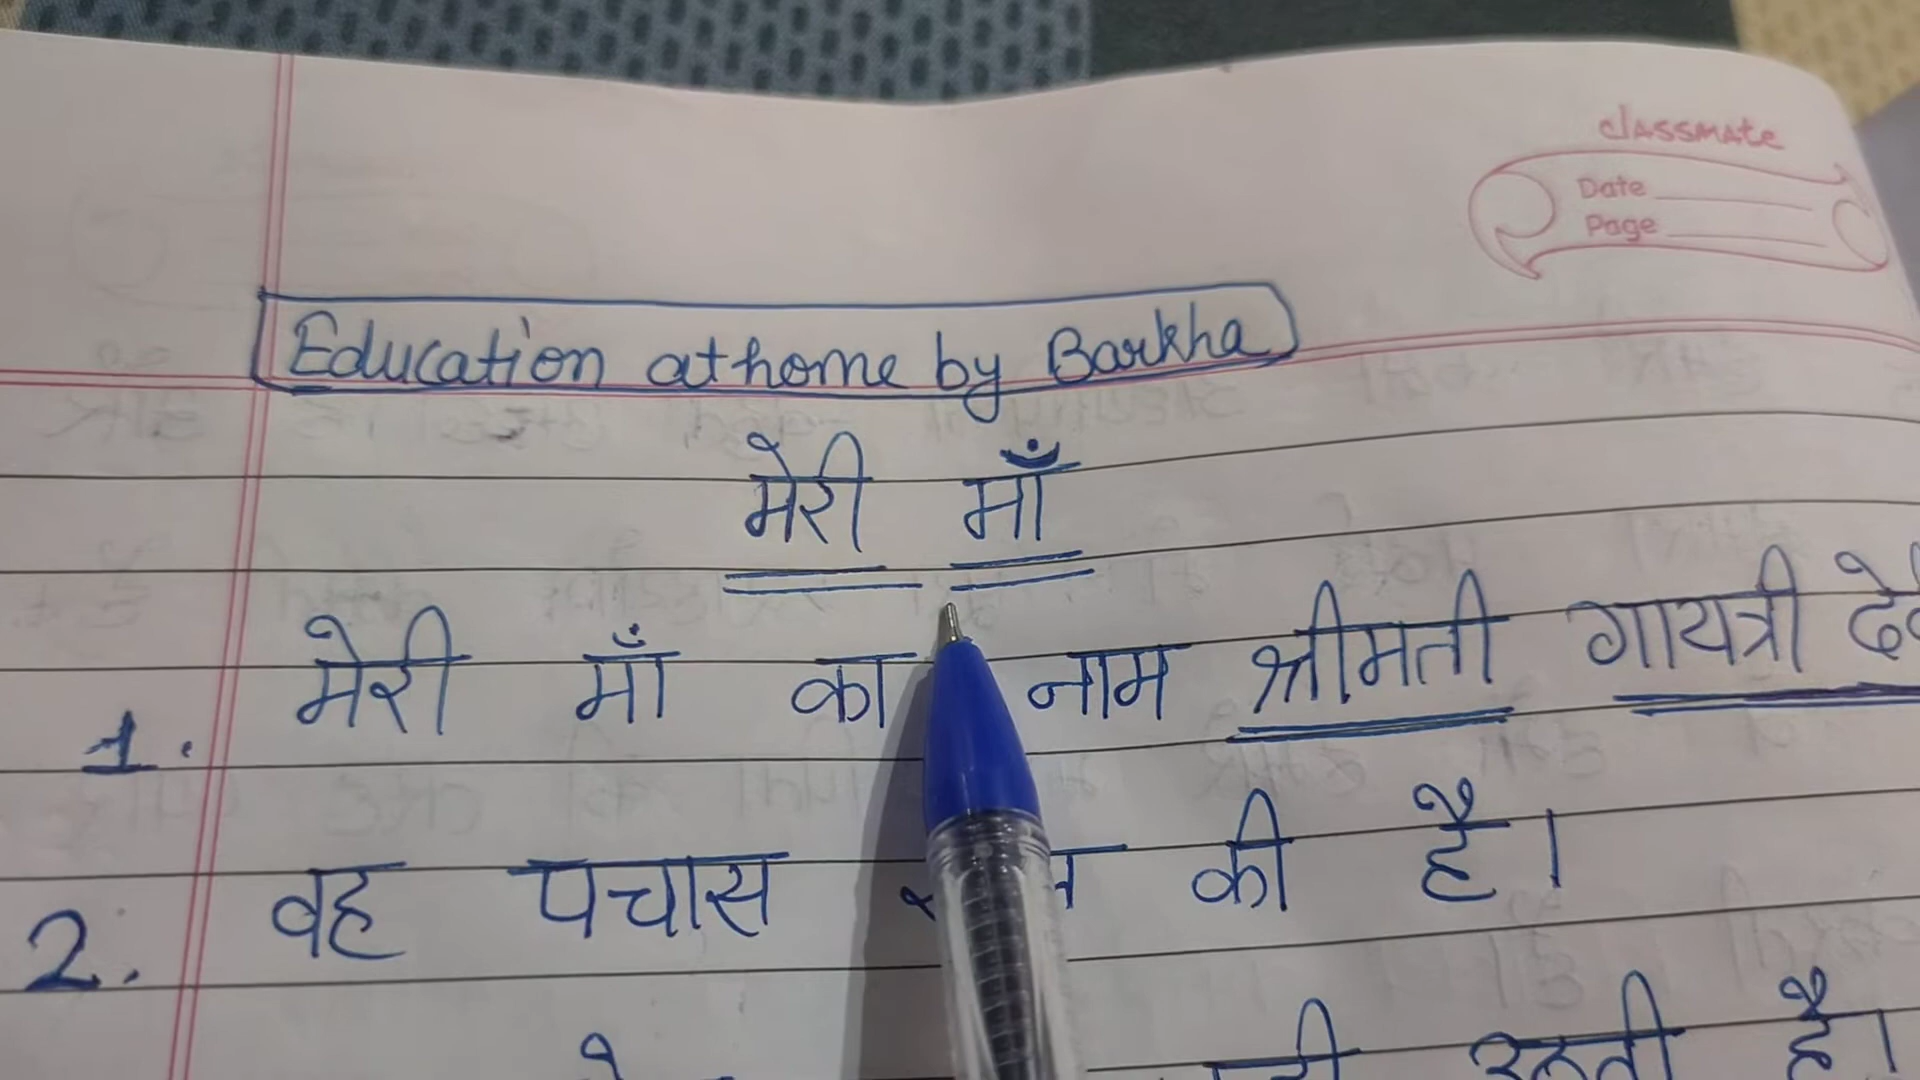 classmate
Date
Page
Education at home by Barkha
मेरी माँ
1. मेरी माँ का नाम श्रीमती गायत्री
2. वह पचास की है।
है।